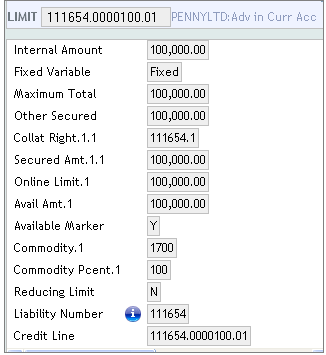 LIMIT 111654.0000100.01 PENNYLTD:Adv in Curr Acc
Internal Amount 100,000.00
Fixed Variable Fixed
Maximum Total 100,000.00
Other Secured 100,000.00
Collat Right.1.1 111654.1
Secured Amt.1.1 100,000.00
Online Limit.1 100,000.00
Avail Amt.1 100,000.00
Available Marker Y
Commodity.1 1700
Commodity Pcent.1 100
Reducing Limit N
Liability Number i 111654
Credit Line 111654.0000100.01